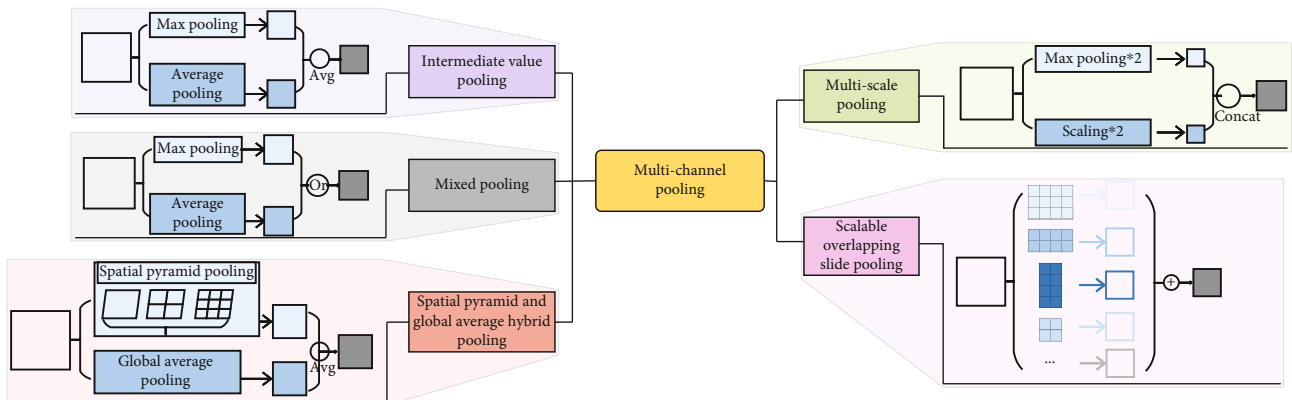 Max pooling
Average
pooling
Avg
Intermediate value
pooling
Max pooling
Average
pooling
Or
Mixed pooling
Spatial pyramid pooling
Global average
pooling
Avg
Spatial pyramid and
global average hybrid
pooling
Multi-channel
pooling
Multi-scale
pooling
Max pooling*2
Scaling*2
Concat
Scalable
overlapping
slide pooling
...
+